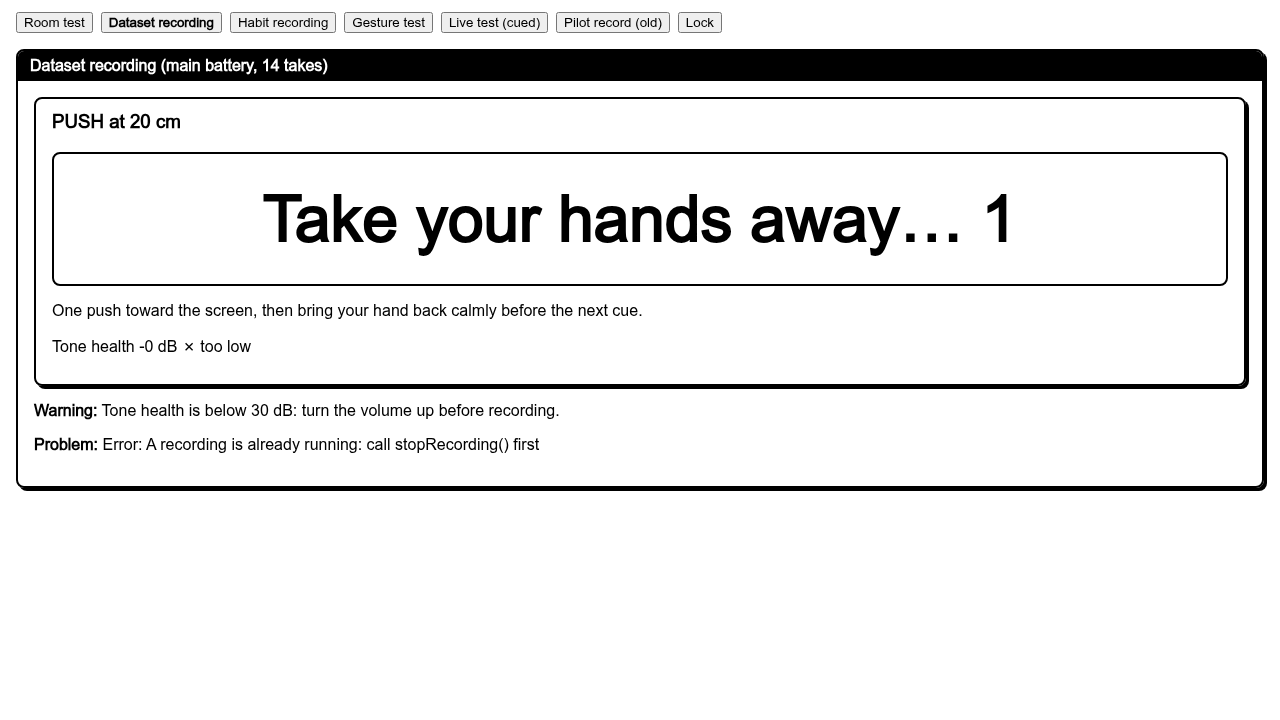 Room test Dataset recording Habit recording Gesture test Live test (cued) Pilot record (old) Lock
Dataset recording (main battery, 14 takes)
PUSH at 20 cm
Take your hands away… 1
One push toward the screen, then bring your hand back calmly before the next cue.
Tone health -0 dB × too low
Warning: Tone health is below 30 dB: turn the volume up before recording.
Problem: Error: A recording is already running: call stopRecording() first